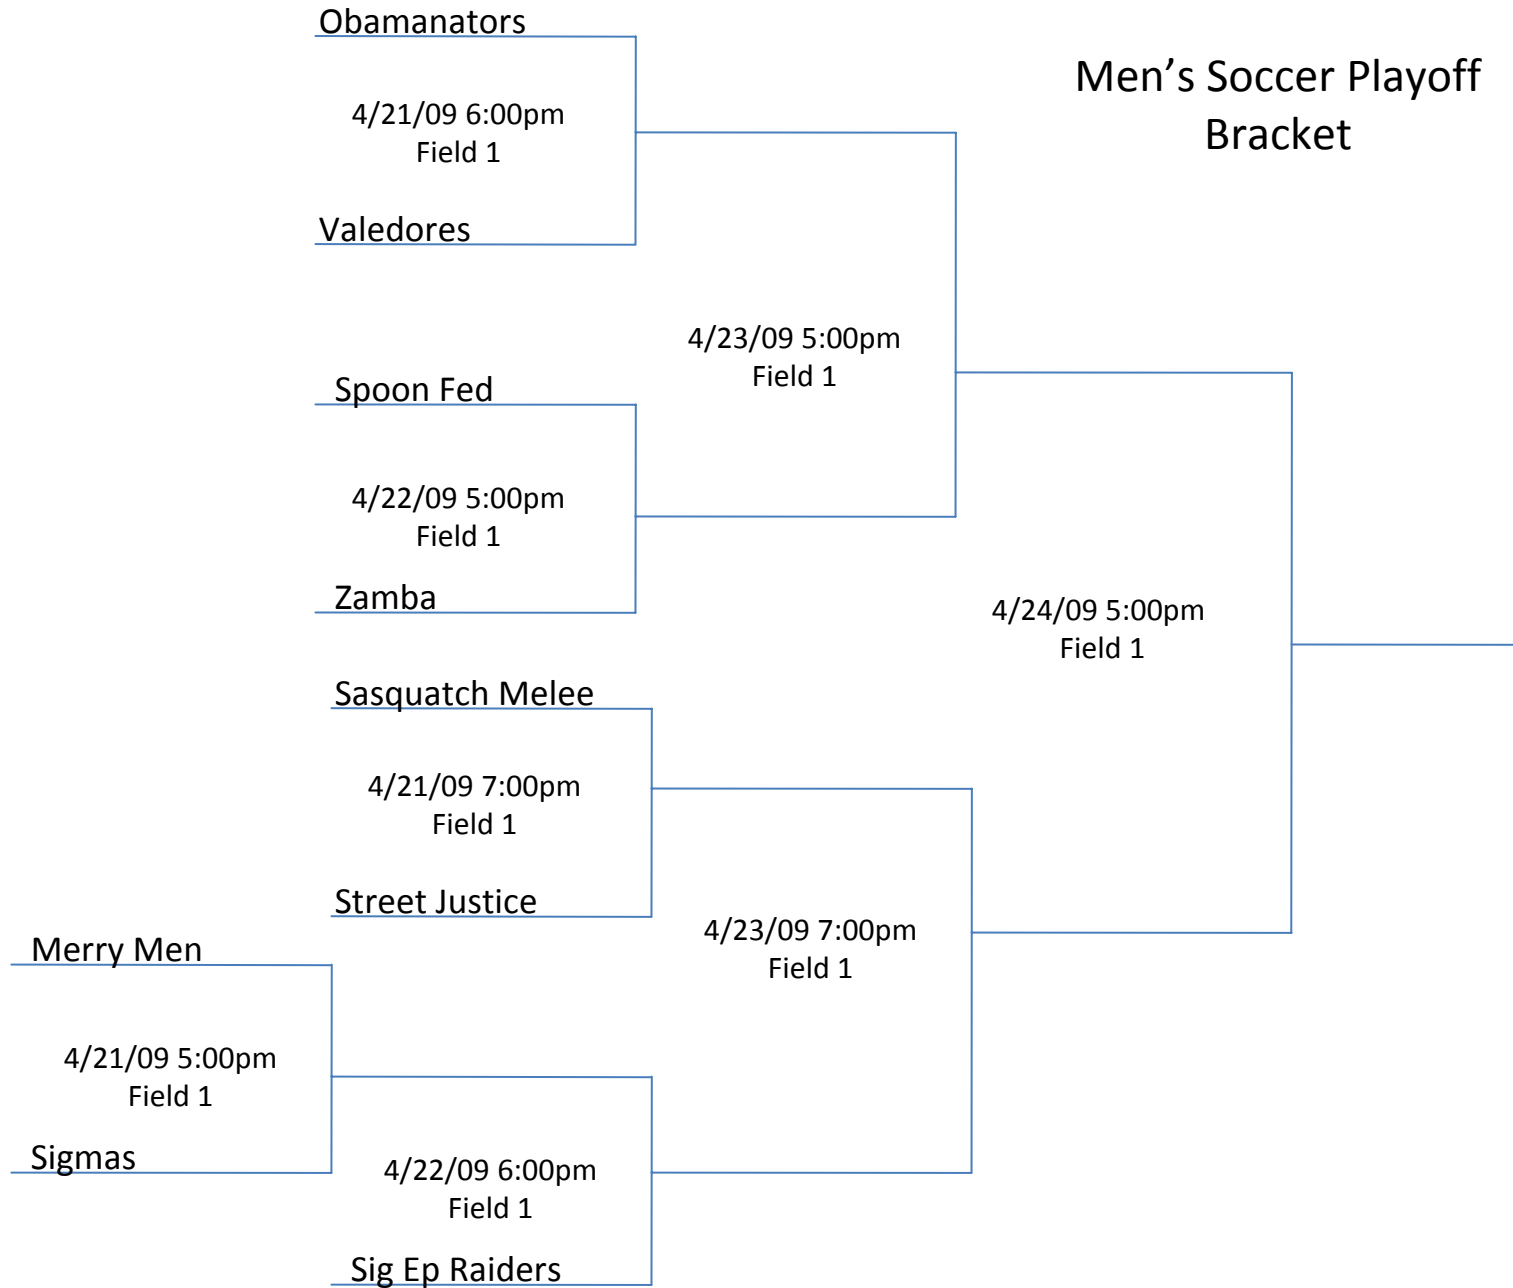 Obamanators
Men's Soccer Playoff
Bracket
4/21/09 6:00pm
Field 1
Valedores
4/23/09 5:00pm
Field 1
Spoon Fed
4/22/09 5:00pm
Field 1
Zamba
4/24/09 5:00pm
Field 1
Sasquatch Melee
4/21/09 7:00pm
Field 1
Street Justice
4/23/09 7:00pm
Field 1
Merry Men
4/21/09 5:00pm
Field 1
Sigmas
4/22/09 6:00pm
Field 1
Sig Ep Raiders